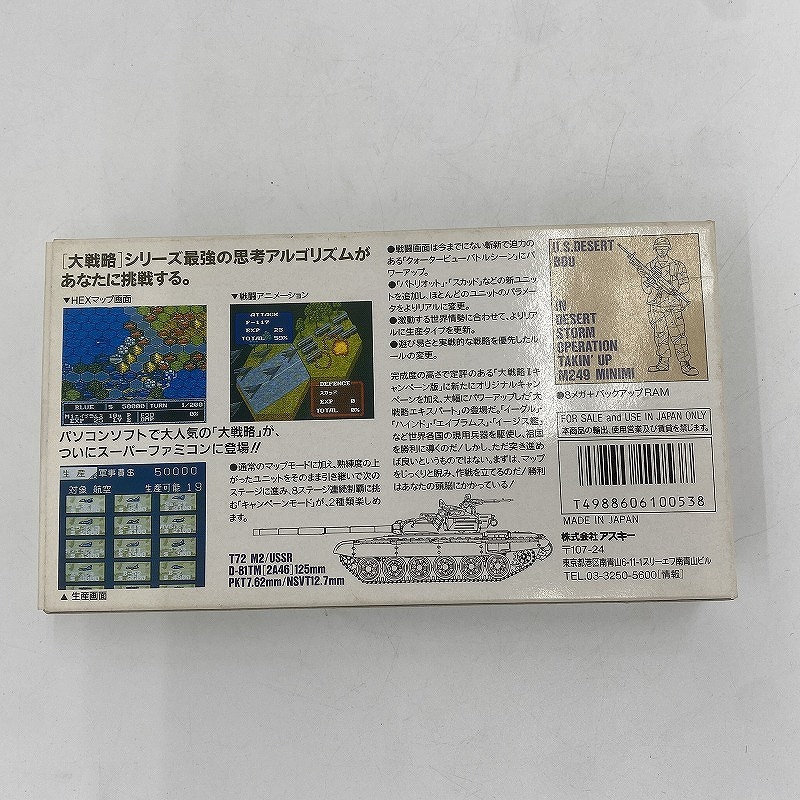 [大戦略]シリーズ最強の思考アルゴリズムが
あなたに挑戦する。
▼HEXマップ画面
BLUE
$ 50000
TURN 1/200
0%
パソコンソフトで大人気の「大戦略」が、
ついにスーパーファミコンに登場!!
生産 軍事費$ 50000
対象 航空 生産可能 19
▲ 生産画面
▼戦闘アニメーション
ATTACK
F-117
EXP 25
TOTAL 59%
DEFENCE
スカッド
EXP 0
TOTAL 0%
●通常のマップモードに加え、熟練度の上
がったユニットをそのまま引き継いで次の
ステージに進み、8ステージ連続制覇に挑
む「キャンペーンモード」が、2種類楽しめ
ます。
T72 M2/USSR
D-81TM[2A46]125mm
PKT7.62mm/NSVT12.7mm
●戦闘画面は今までにない斬新で迫力の
ある「クォータービューバトルシーン」に
パワーアップ。
●「パトリオット」・「スカッド」などの新ユニッ
トを追加し、ほとんどのユニットのパラメー
タをよりリアルに変更。
●激動する世界情勢に合わせて、よりリア
ルに生産タイプを更新。
●遊び易さと実戦的な戦略を優先したル
ールの変更。
完成度の高さで定評のある「大戦略Ⅱキ
ャンペーン版」に新たにオリジナルキャン
ペーンを加え、大幅にパワーアップした「大
戦略エキスパート」の登場だ。「イーグル」
「ハインド」「エイブラムス」「イージス艦」
など世界各国の現用兵器を駆使し、祖国
を勝利に導くのだ!しかし、ただ突き進め
ば良いというものではない。まずは、マップ
をじっくりと睨み、作戦を立てるのだ!勝利
はあなたの頭脳にかかっている!
U.S.DESERT
BDU
IN
DESERT
STORM
OPERATION
TAKIN' UP
M249 MINIMI
●8メガ+バックアップRAM
FOR SALE and USE IN JAPAN ONLY
本商品の輸出、使用営業及び賃貸を禁じます。
T4988606100538
MADE IN JAPAN
株式会社 アスキー
〒107-24
東京都港区南青山6-11-1スリーエフ南青山ビル
TEL.03-3250-5600[情報]